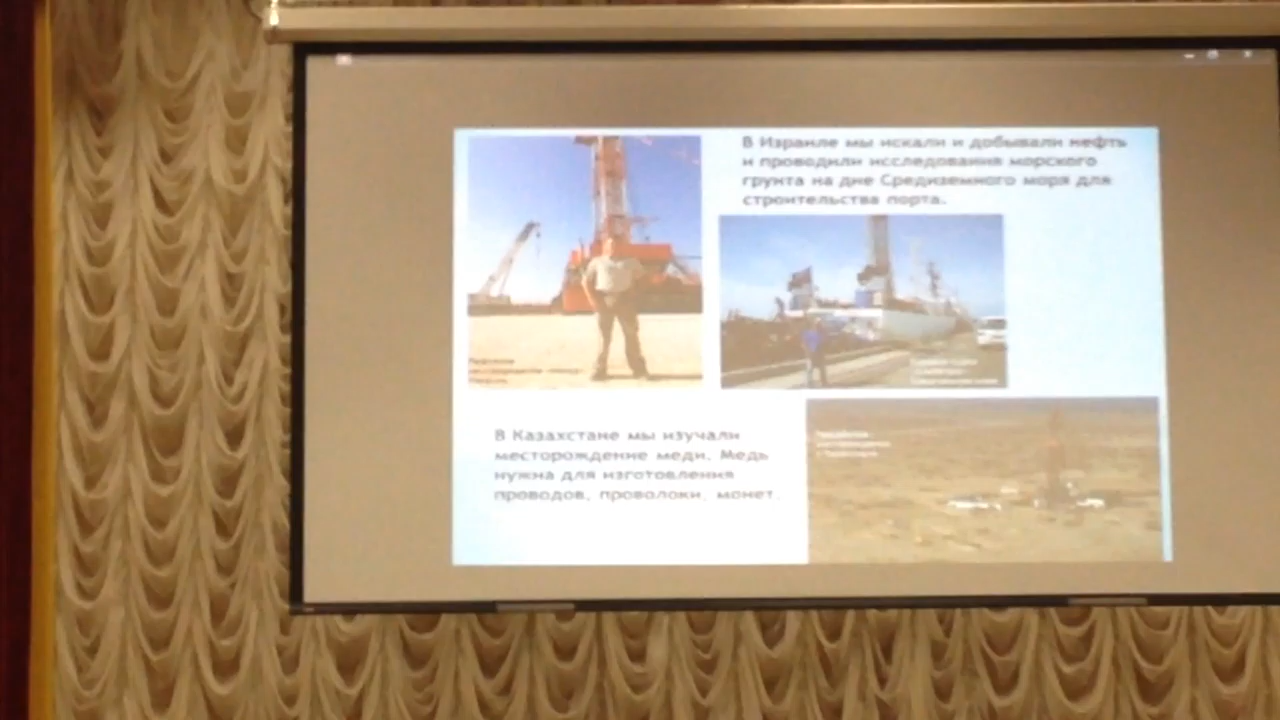 В Израиле мы искали и добывали нефть
и проводили исследования морского
грунта на дне Средиземного моря для
строительства порта.
В Казахстане мы изучали
месторождение меди. Медь
нужна для изготовления
проводов, проволоки, монет.